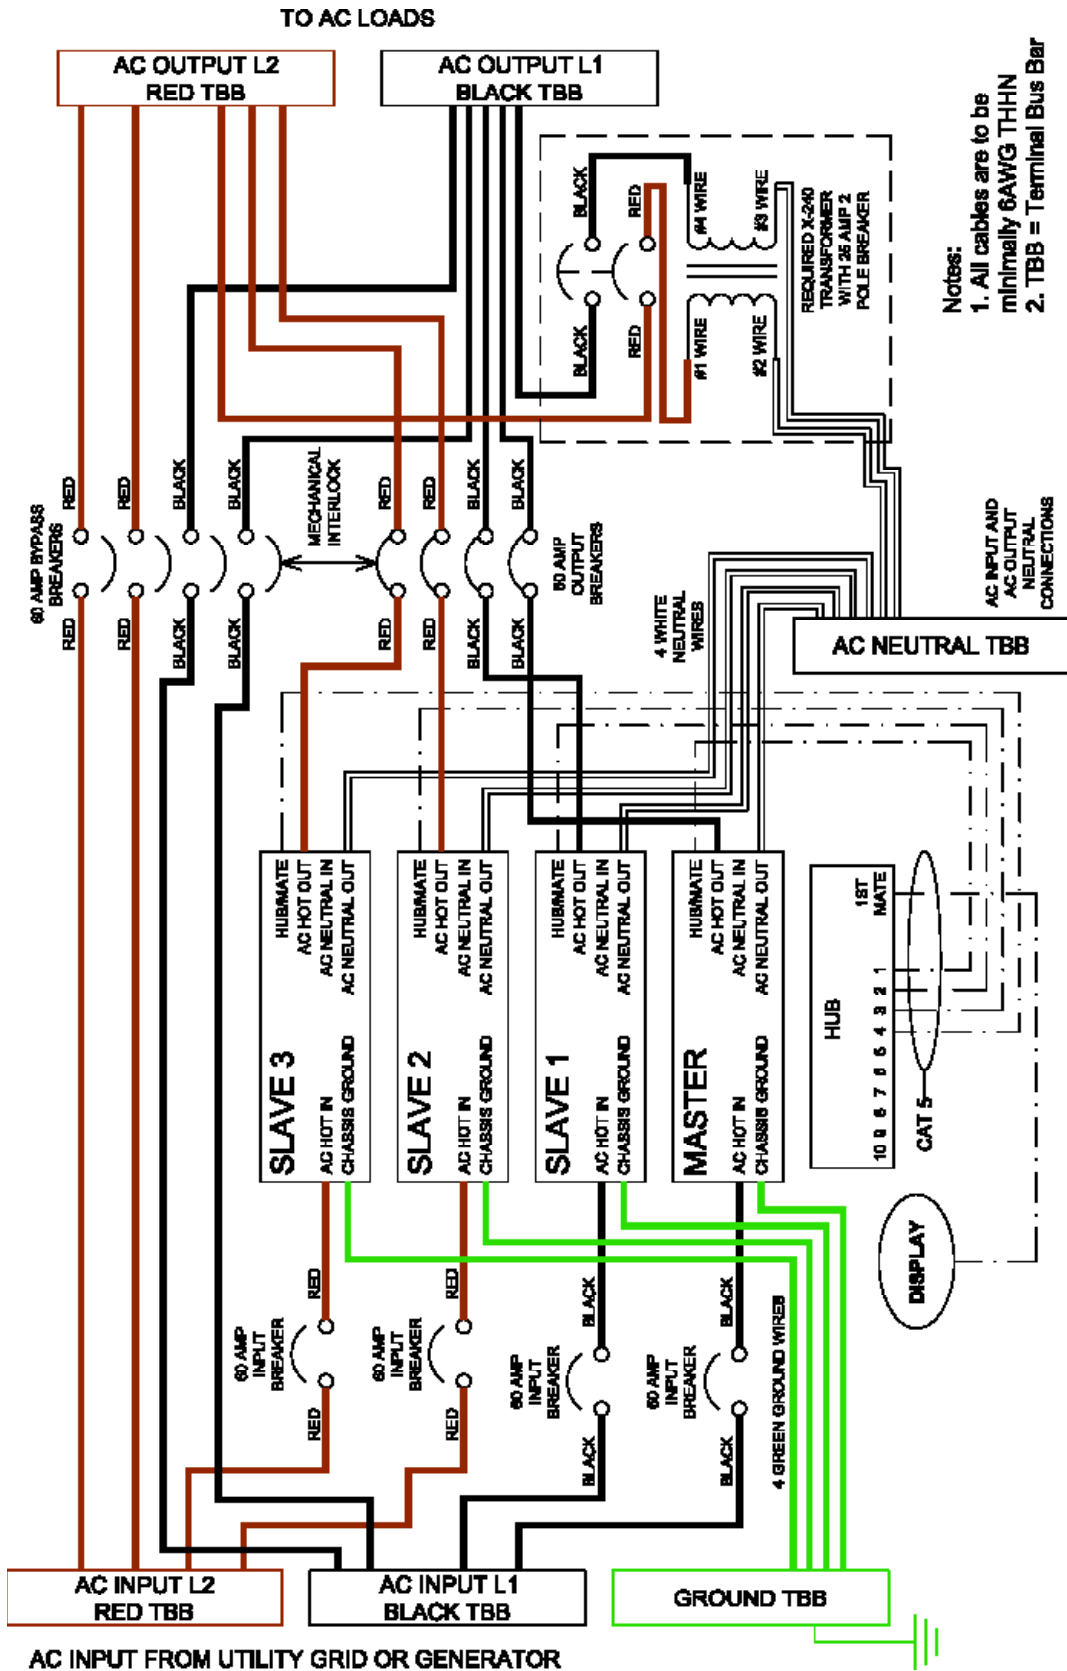 TO AC LOADS
AC OUTPUT L2
RED TBB
AC OUTPUT L1
BLACK TBB
Notes:
1. All cables are to be
minimally 6AWG THHN
2. TBB = Terminal Bus Bar
BLACK
RED
#4 WIRE
#3 WIRE
BLACK
RED
#1 WIRE
#2 WIRE
REQUIRED X-240
TRANSFORMER
WITH 25 AMP 2
POLE BREAKER
60 AMP BYPASS
BREAKERS
RED
RED
BLACK
BLACK
MECHANICAL
INTERLOCK
RED
RED
BLACK
BLACK
60 AMP
OUTPUT
BREAKERS
RED
RED
BLACK
BLACK
RED
RED
BLACK
BLACK
4 WHITE
NEUTRAL
WIRES
AC INPUT AND
AC OUTPUT
NEUTRAL
CONNECTIONS
AC NEUTRAL TBB
HUB/MATE
AC HOT OUT
AC NEUTRAL IN
AC NEUTRAL OUT
SLAVE 3
AC HOT IN
CHASSIS GROUND
HUB/MATE
AC HOT OUT
AC NEUTRAL IN
AC NEUTRAL OUT
SLAVE 2
AC HOT IN
CHASSIS GROUND
HUB/MATE
AC HOT OUT
AC NEUTRAL IN
AC NEUTRAL OUT
SLAVE 1
AC HOT IN
CHASSIS GROUND
HUB/MATE
AC HOT OUT
AC NEUTRAL IN
AC NEUTRAL OUT
MASTER
AC HOT IN
CHASSIS GROUND
HUB
1ST
MATE
10 9 8 7 6 5 4 3 2 1
CAT 5
DISPLAY
RED
60 AMP
INPUT
BREAKER
RED
RED
60 AMP
INPUT
BREAKER
RED
BLACK
60 AMP
INPUT
BREAKER
BLACK
BLACK
60 AMP
INPUT
BREAKER
BLACK
4 GREEN GROUND WIRES
AC INPUT L2
RED TBB
AC INPUT L1
BLACK TBB
GROUND TBB
AC INPUT FROM UTILITY GRID OR GENERATOR